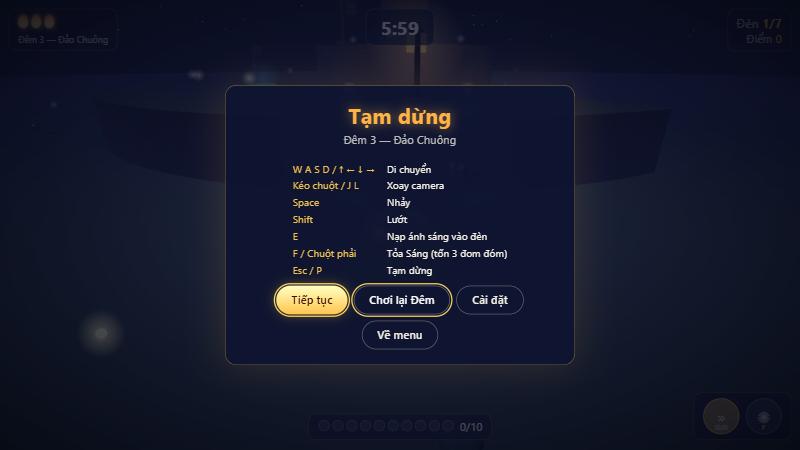 Đêm 3 — Đảo Chuông
5:59
Đèn 1/7
Điểm 0
Tạm dừng
Đêm 3 — Đảo Chuông
W A S D / ↑ ← ↓ → Di chuyển
Kéo chuột / J L Xoay camera
Space Nhảy
Shift Lướt
E Nạp ánh sáng vào đèn
F / Chuột phải Tỏa Sáng (tốn 3 đom đóm)
Esc / P Tạm dừng
Tiếp tục
Chơi lại Đêm
Cài đặt
Về menu
0/10